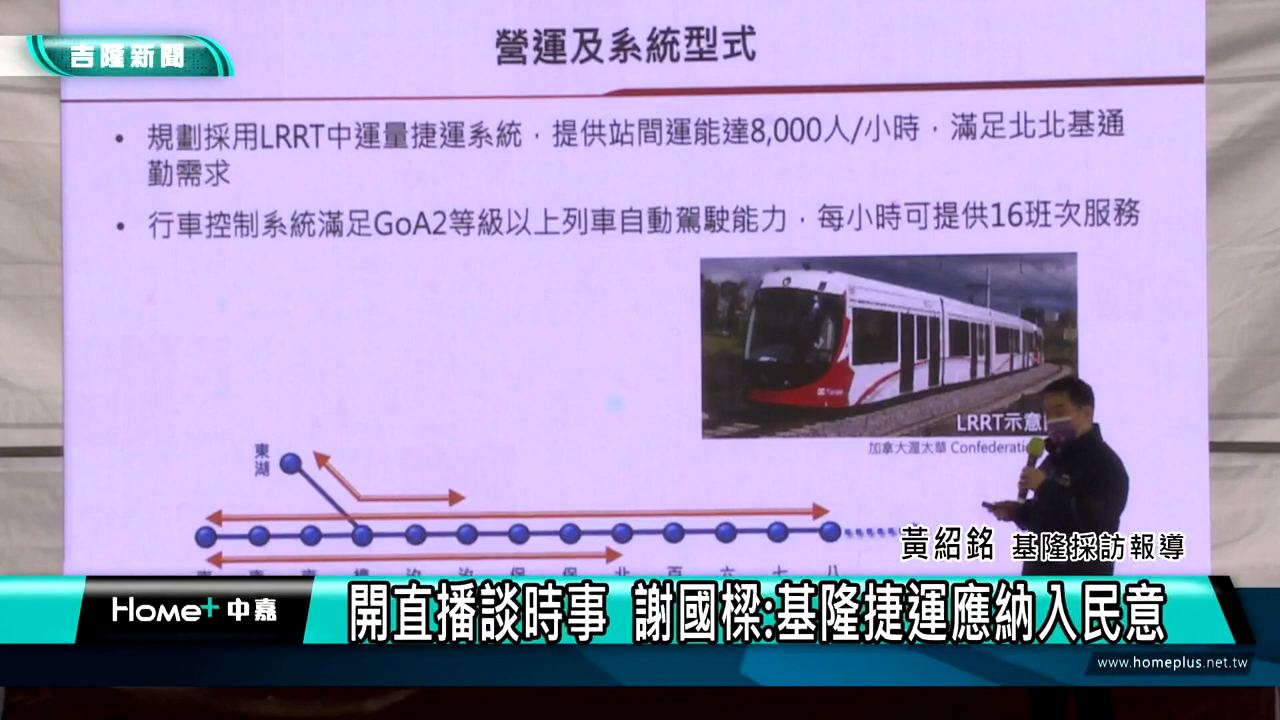 吉隆新聞
營運及系統型式
• 規劃採用LRRT中運量捷運系統，提供站間運能達8,000人/小時，滿足北北基通
勤需求
• 行車控制系統滿足GoA2等級以上列車自動駕駛能力，每小時可提供16班次服務
LRRT示意
加拿大渥太華 Confederati
東湖
黃紹銘 基隆採訪報導
Home+中嘉
開直播談時事 謝國樑:基隆捷運應納入民意
www.homeplus.net.tw